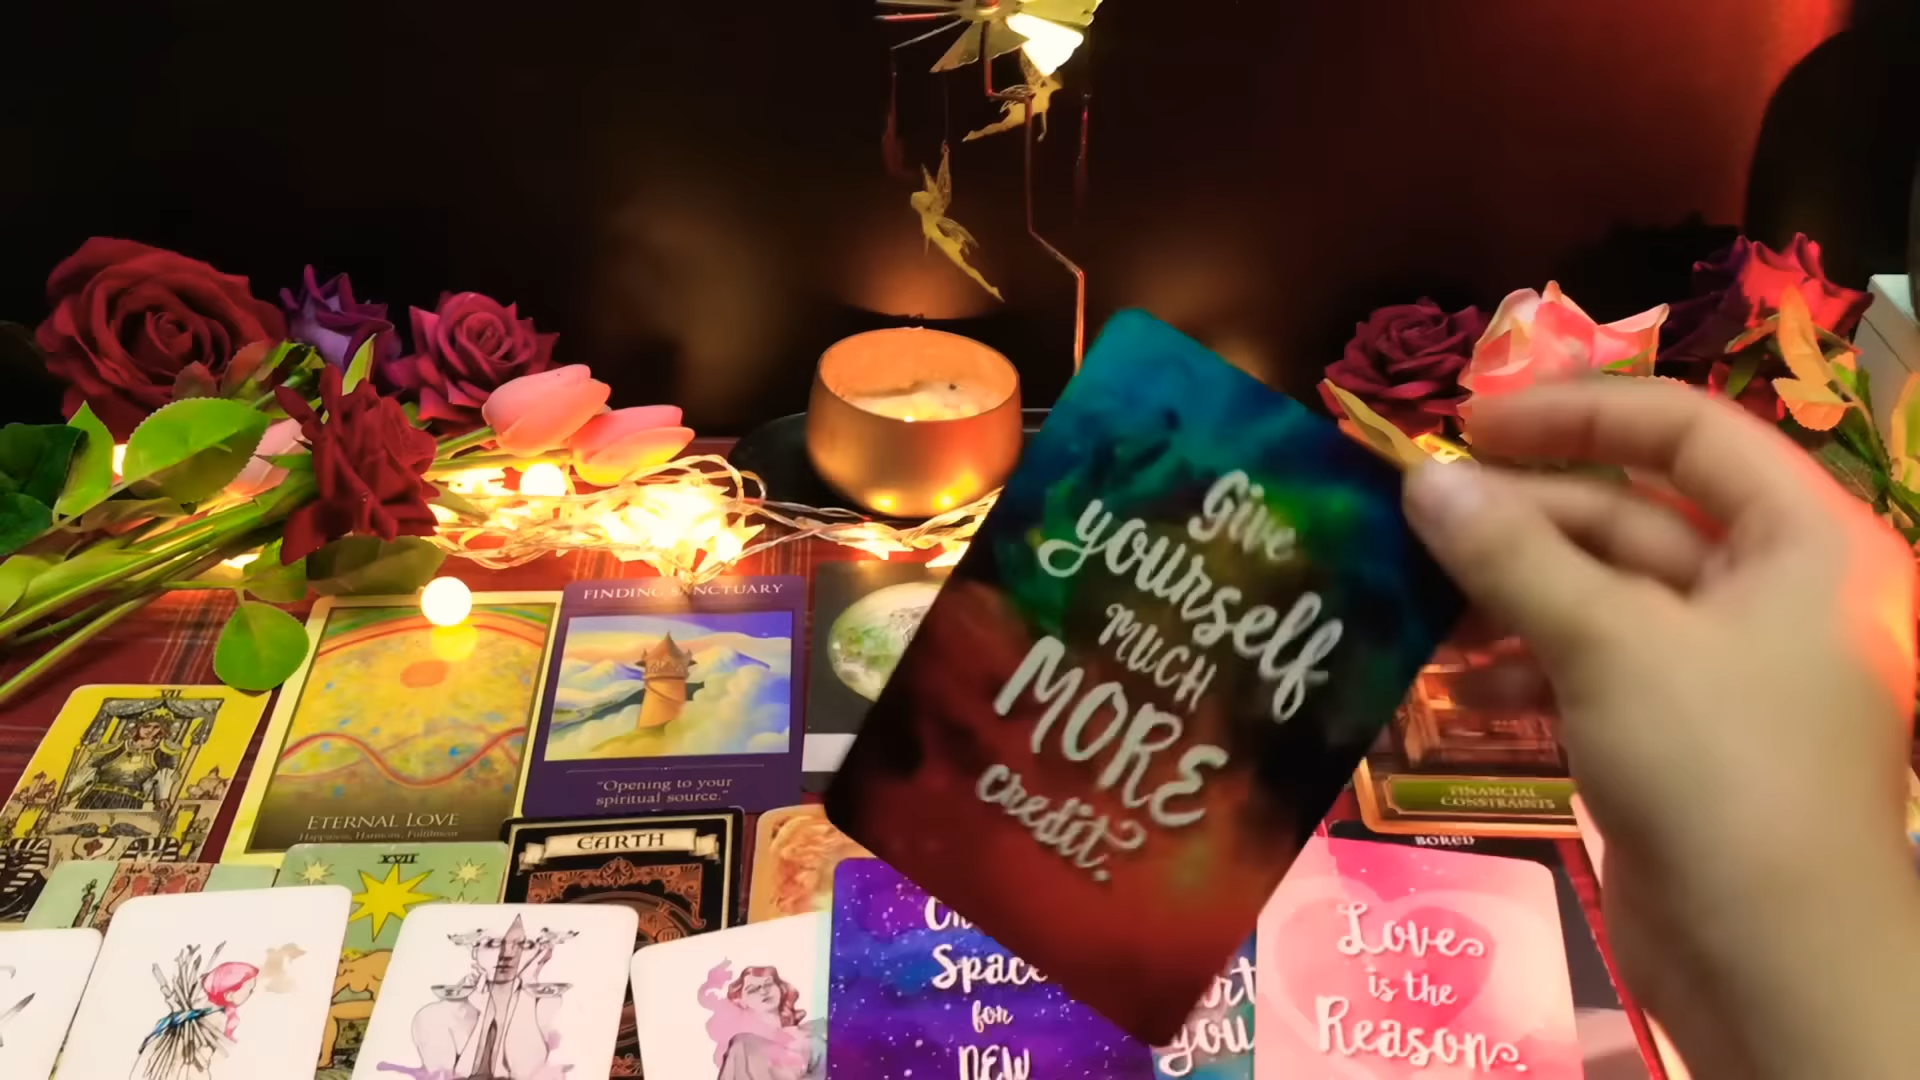 Give
yourself
MUCH
MORE
credit.
FINDING SANCTUARY
"Opening to your
spiritual source."
VII
ETERNAL LOVE
Happiness, Harmony, Fulfillment
XVII
EARTH
Space
for
NEW
you
FINANCIAL
CONSTRAINTS
BORED
Love
is the
Reason.